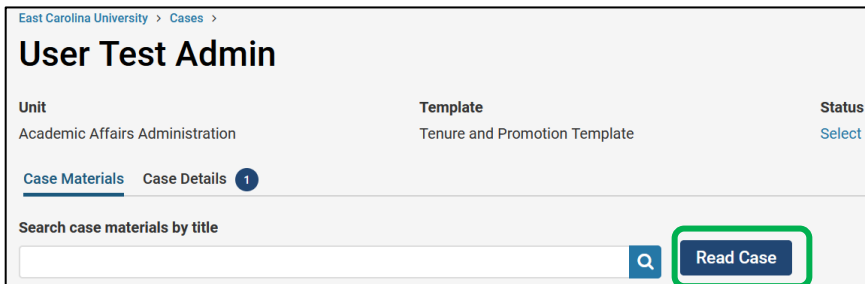 East Carolina University > Cases >
User Test Admin
Unit Template Status
Academic Affairs Administration Tenure and Promotion Template Select
Case Materials Case Details 1
Search case materials by title
Read Case